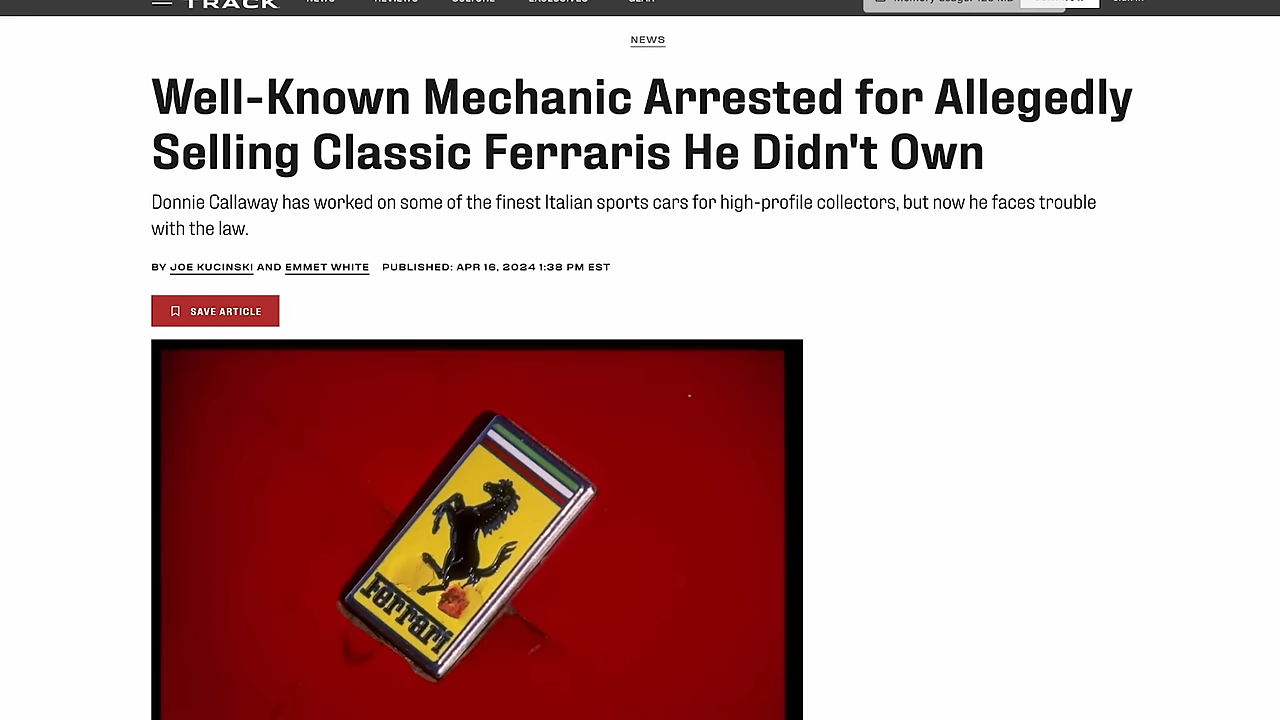 TRACK
NEWS
Well-Known Mechanic Arrested for Allegedly
Selling Classic Ferraris He Didn't Own
Donnie Callaway has worked on some of the finest Italian sports cars for high-profile collectors, but now he faces trouble
with the law.
BY JOE KUCINSKI AND EMMET WHITE PUBLISHED: APR 16, 2024 1:38 PM EST
SAVE ARTICLE
Ferrari